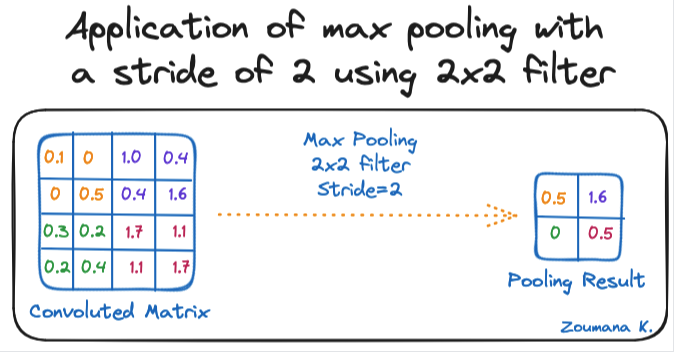 Application of max pooling with
a stride of 2 using 2x2 filter
Max Pooling
2x2 filter
Stride=2
0.1 0 1.0 0.4
0 0.5 0.4 1.6
0.3 0.2 1.7 1.1
0.2 0.4 1.1 1.7
Convoluted Matrix
0.5 1.6
0 0.5
Pooling Result
Zoumana K.